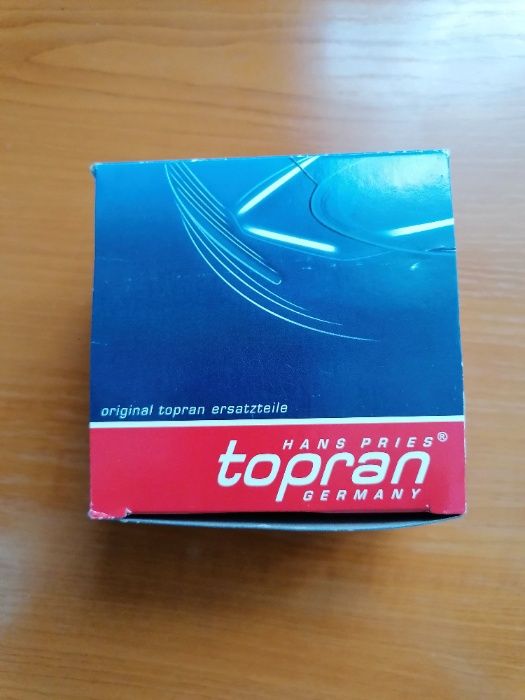 original topran ersatzteile
HANS PRIES®
topran
GERMANY